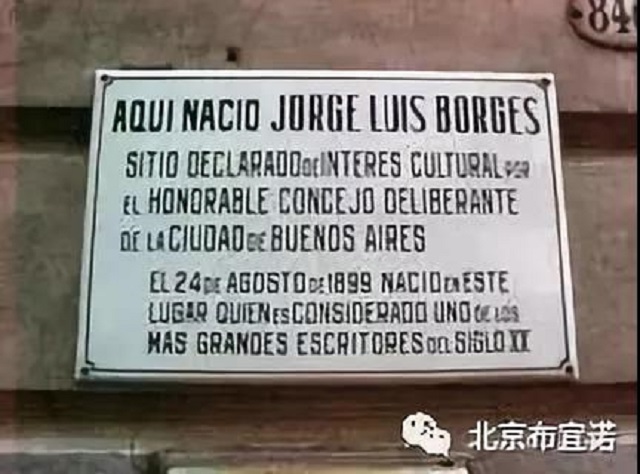 84
AQUI NACIO JORGE LUIS BORGES
SITIO DECLARADO DE INTERES CULTURAL POR
EL HONORABLE CONCEJO DELIBERANTE
DE LA CIUDAD DE BUENOS AIRES
EL 24 DE AGOSTO DE 1899 NACIO EN ESTE
LUGAR QUIEN ES CONSIDERADO UNO DE LOS
MAS GRANDES ESCRITORES DEL SIGLO XX
北京布宜诺